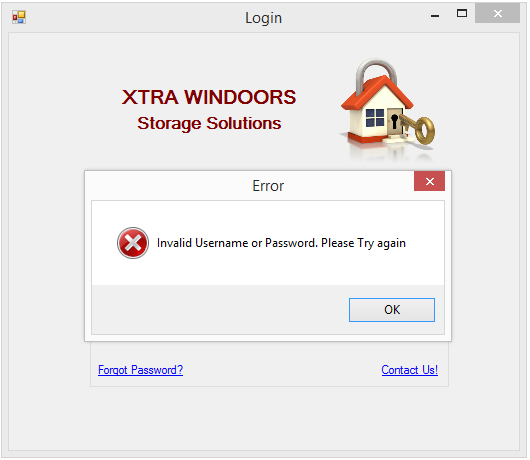 Login
XTRA WINDOORS
Storage Solutions
Error
Invalid Username or Password. Please Try again
OK
Forgot Password?
Contact Us!